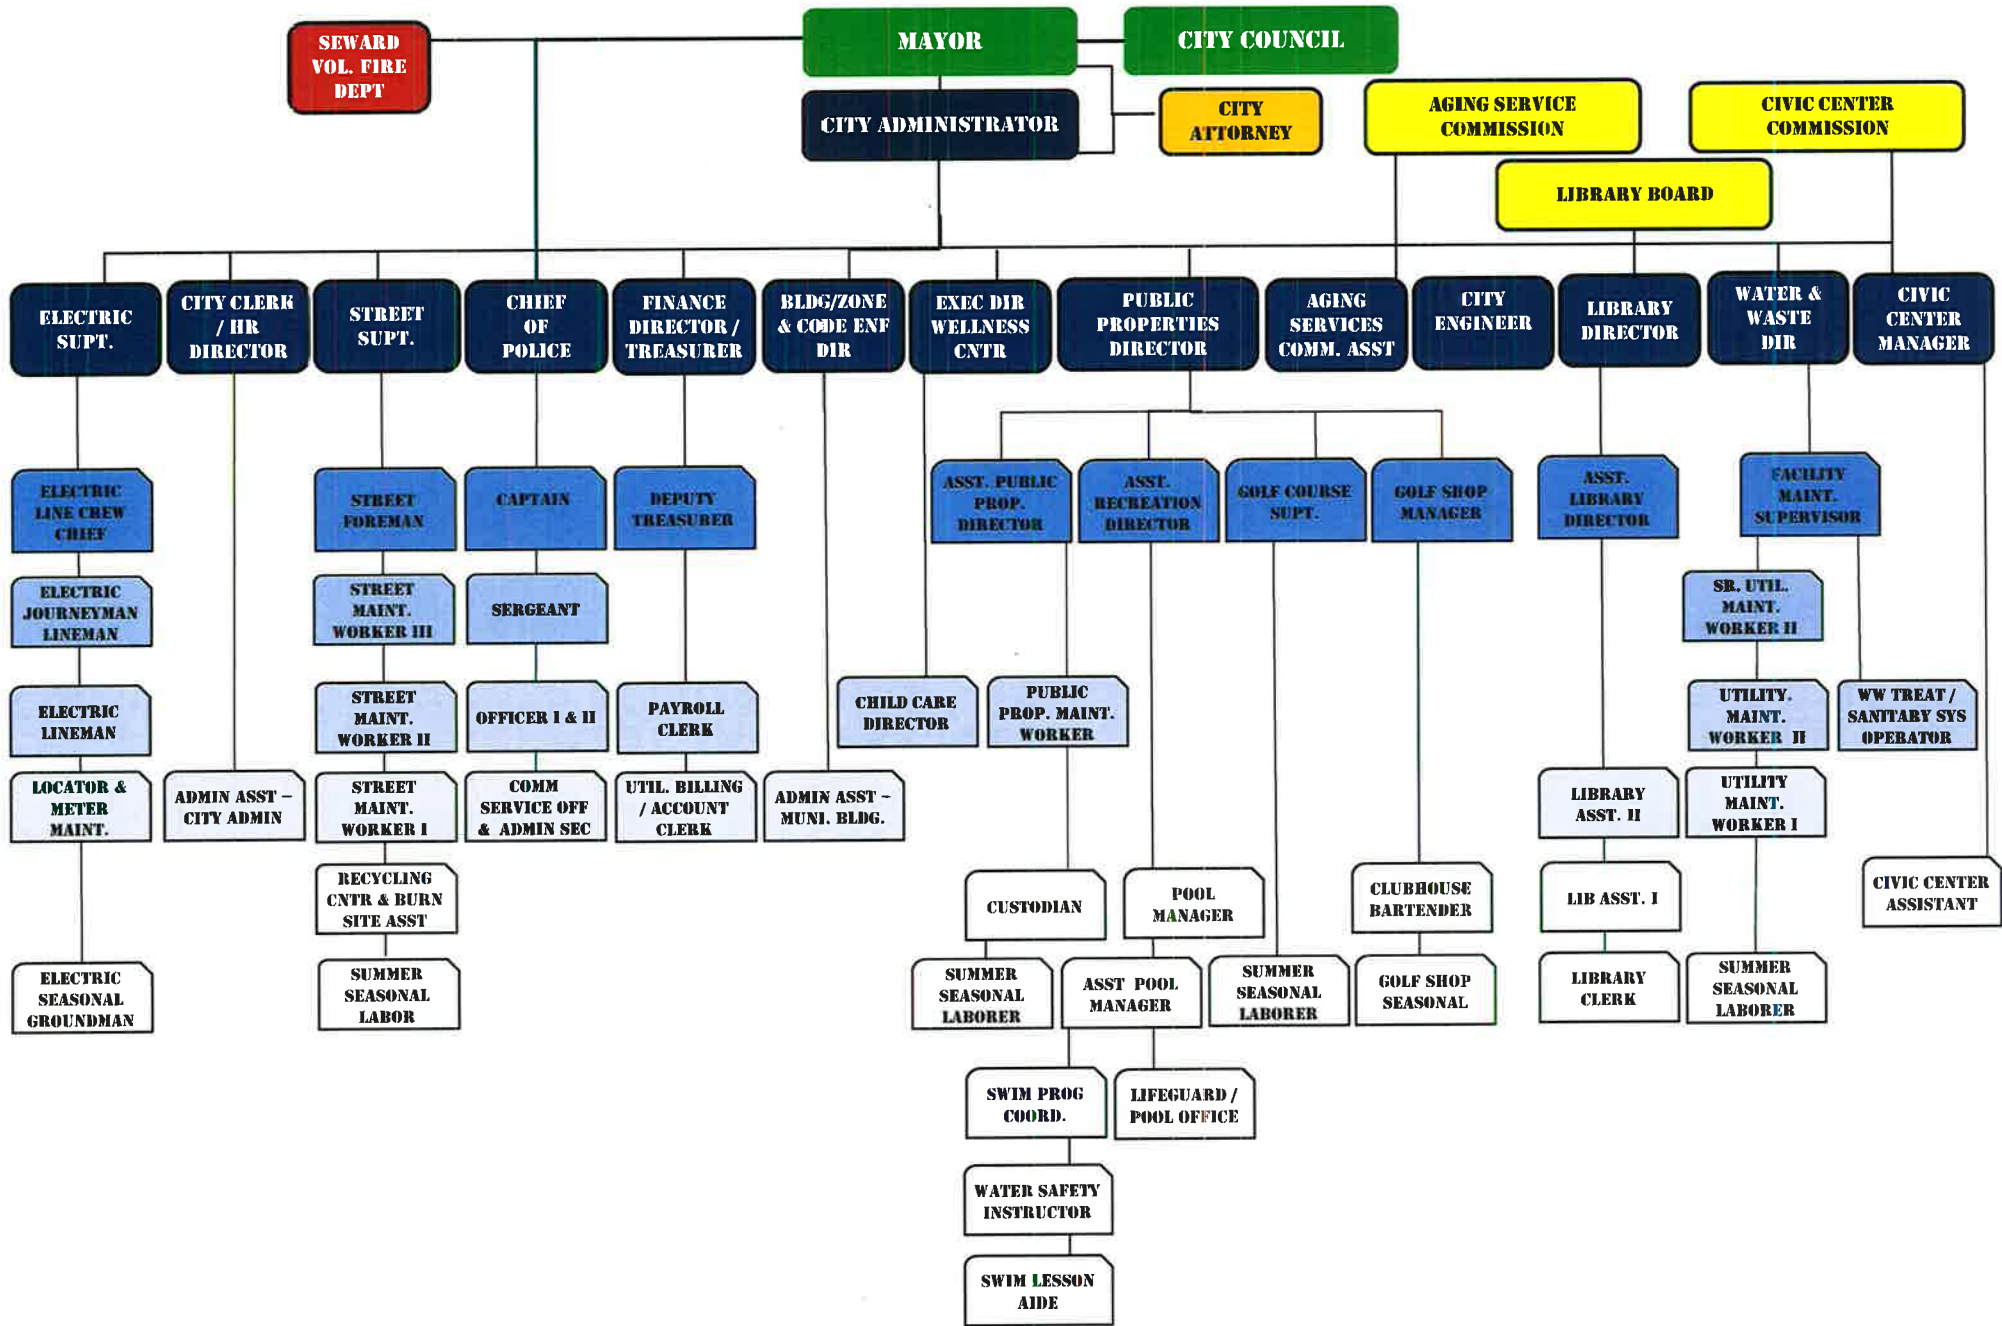 SEWARD
VOL. FIRE
DEPT
MAYOR
CITY COUNCIL
CITY ADMINISTRATOR
CITY
ATTORNEY
AGING SERVICE
COMMISSION
CIVIC CENTER
COMMISSION
LIBRARY BOARD
ELECTRIC
SUPT.
CITY CLERK
/ HR
DIRECTOR
STREET
SUPT.
CHIEF
OF
POLICE
FINANCE
DIRECTOR /
TREASURER
BLDG/ZONE
& CODE ENF
DIR
EXEC DIR
WELLNESS
CNTR
PUBLIC
PROPERTIES
DIRECTOR
AGING
SERVICES
COMM. ASST
CITY
ENGINEER
LIBRARY
DIRECTOR
WATER &
WASTE
DIR
CIVIC
CENTER
MANAGER
ELECTRIC
LINE CREW
CHIEF
STREET
FOREMAN
CAPTAIN
DEPUTY
TREASURER
ASST. PUBLIC
PROP.
DIRECTOR
ASST.
RECREATION
DIRECTOR
GOLF COURSE
SUPT.
GOLF SHOP
MANAGER
ASST.
LIBRARY
DIRECTOR
FACILITY
MAINT.
SUPERVISOR
ELECTRIC
JOURNEYMAN
LINEMAN
STREET
MAINT.
WORKER III
SERGEANT
SR. UTIL.
MAINT.
WORKER II
ELECTRIC
LINEMAN
STREET
MAINT.
WORKER II
OFFICER I & II
PAYROLL
CLERK
CHILD CARE
DIRECTOR
PUBLIC
PROP. MAINT.
WORKER
UTILITY.
MAINT.
WORKER II
WW TREAT /
SANITARY SYS
OPERATOR
LOCATOR &
METER
MAINT.
ADMIN ASST –
CITY ADMIN
STREET
MAINT.
WORKER I
COMM
SERVICE OFF
& ADMIN SEC
UTIL. BILLING
/ ACCOUNT
CLERK
ADMIN ASST –
MUNI. BLDG.
LIBRARY
ASST. II
UTILITY
MAINT.
WORKER I
RECYCLING
CNTR & BURN
SITE ASST
CUSTODIAN
POOL
MANAGER
CLUBHOUSE
BARTENDER
LIB ASST. I
CIVIC CENTER
ASSISTANT
ELECTRIC
SEASONAL
GROUNDMAN
SUMMER
SEASONAL
LABOR
SUMMER
SEASONAL
LABORER
ASST POOL
MANAGER
SUMMER
SEASONAL
LABORER
GOLF SHOP
SEASONAL
LIBRARY
CLERK
SUMMER
SEASONAL
LABORER
SWIM PROG
COORD.
LIFEGUARD /
POOL OFFICE
WATER SAFETY
INSTRUCTOR
SWIM LESSON
AIDE